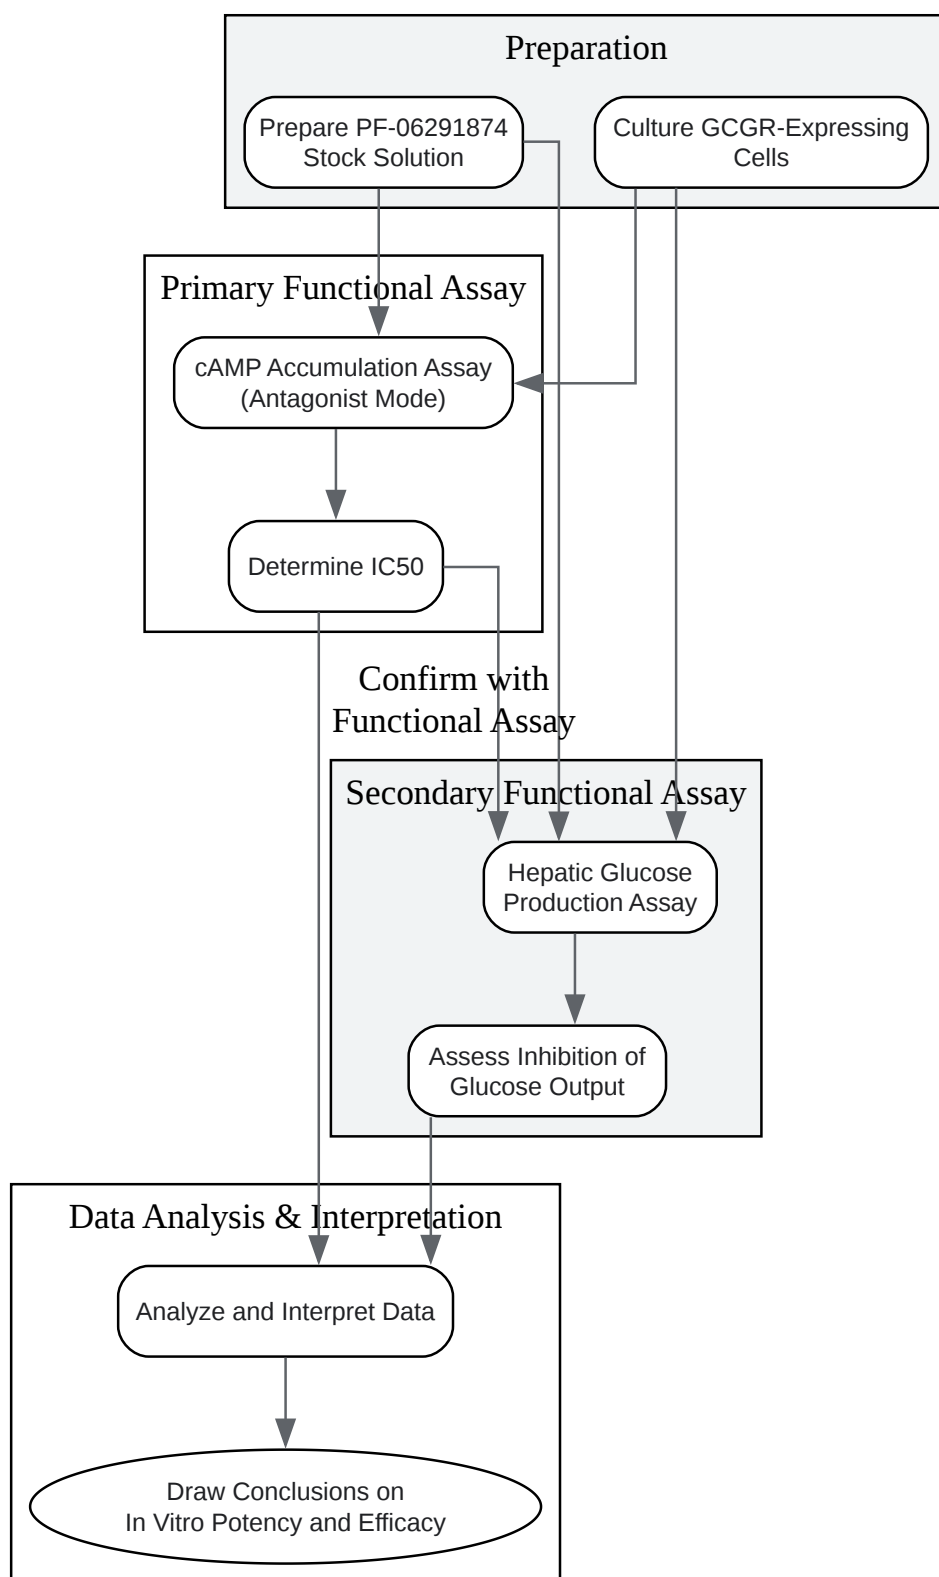 Preparation
Prepare PF-06291874
Stock Solution
Culture GCGR-Expressing
Cells
Primary Functional Assay
cAMP Accumulation Assay
(Antagonist Mode)
Determine IC50
Confirm with
Functional Assay
Secondary Functional Assay
Hepatic Glucose
Production Assay
Assess Inhibition of
Glucose Output
Data Analysis & Interpretation
Analyze and Interpret Data
Draw Conclusions on
In Vitro Potency and Efficacy